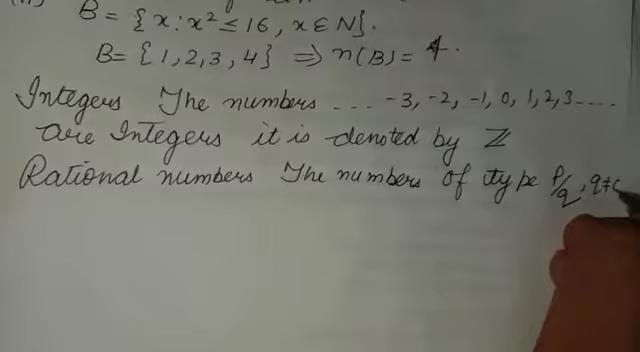 B = {x : x² ≤ 16, x ∈ N}.
B = {1, 2, 3, 4} ⇒ n(B) = 4.
Integers The numbers ... -3, -2, -1, 0, 1, 2, 3 .....
are Integers it is denoted by Z
Rational numbers The numbers of type p/q, q≠